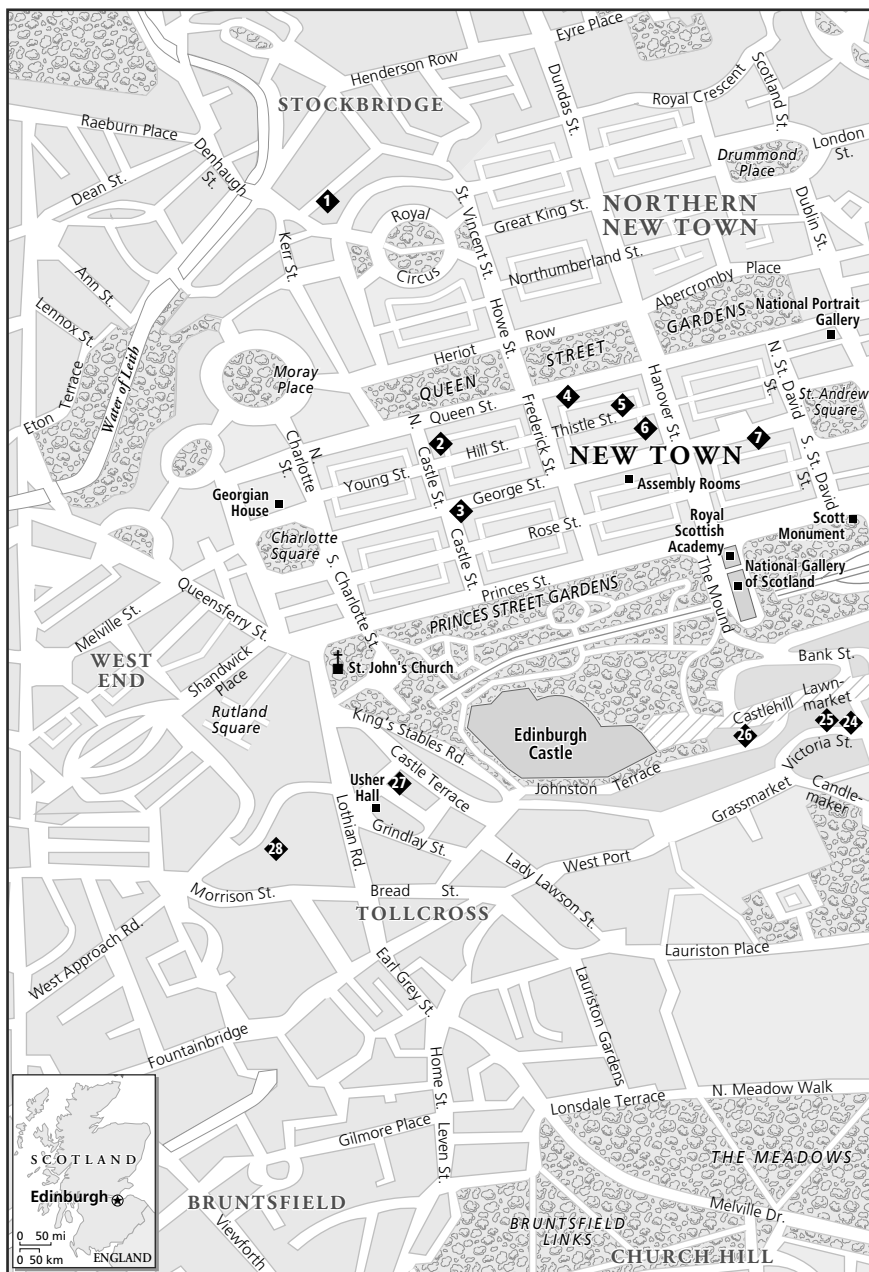 Eyre Place
Henderson Row
Dundas St.
Scotland St.
STOCKBRIDGE
Royal Crescent
Raeburn Place
London
St.
Denhaugh
St.
Drummond
Place
Dean St.
1
St. Vincent St.
NORTHERN
NEW TOWN
Dublin St.
Royal
Circus
Great King St.
Kerr St.
Northumberland St.
Ann St.
Abercromby Place
National Portrait
Gallery
Lennox St.
Howe St.
GARDENS
Heriot Row
STREET
QUEEN
Moray
Place
Water of Leith
Eton Terrace
Hanover St.
N. St. David
St.
St. Andrew
Square
4
5
Queen St.
Frederick St.
Thistle St.
6
7
2
N.
Castle St.
Hill St.
NEW TOWN
N.
Charlotte
St.
Young St.
George St.
Assembly Rooms
S. St. David
Georgian
House
3
Rose St.
Royal
Scottish
Academy
Scott
Monument
Charlotte
Square
Castle St.
S. Charlotte St.
Princes St.
National Gallery
of Scotland
The Mound
PRINCES STREET GARDENS
Queensferry St.
Melville St.
WEST
END
Shandwick
Place
St. John's Church
Bank St.
Rutland
Square
King's Stables Rd.
Lawn-
market
Castlehill
25
24
26
Edinburgh
Castle
Victoria St.
Castle Terrace
27
Usher
Hall
Johnston Terrace
Grassmarket
Candle-
maker
Lothian Rd.
Grindlay St.
28
West Port
Lady Lawson St.
Morrison St.
Bread St.
TOLLCROSS
West Approach Rd.
Lauriston Place
Earl Grey St.
Lauriston Gardens
Fountainbridge
Home St.
N. Meadow Walk
Lonsdale Terrace
Gilmore Place
Leven St.
THE MEADOWS
SCOTLAND
Edinburgh
BRUNTSFIELD
Melville Dr.
Viewforth
BRUNTSFIELD
LINKS
0 50 mi
0 50 km
ENGLAND
CHURCH HILL